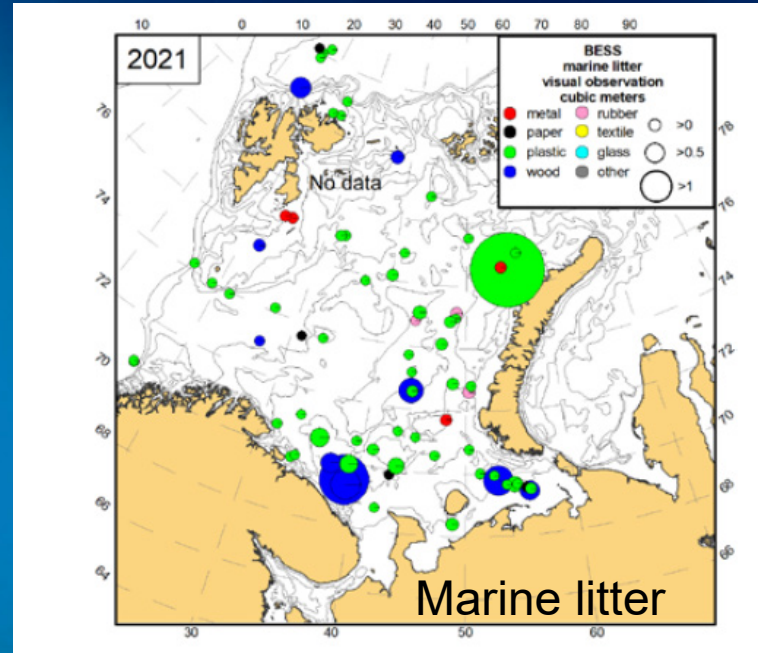 10 0 10 20 30 40 50 60 70 80 90
2021
BESS
marine litter
visual observation
cubic meters
metal rubber
paper textile
plastic glass
wood other
>0
>0.5
>1
76
78
No data
74
76
72
74
70
72
68
70
66
68
64
66
Marine litter
30 40 50 60